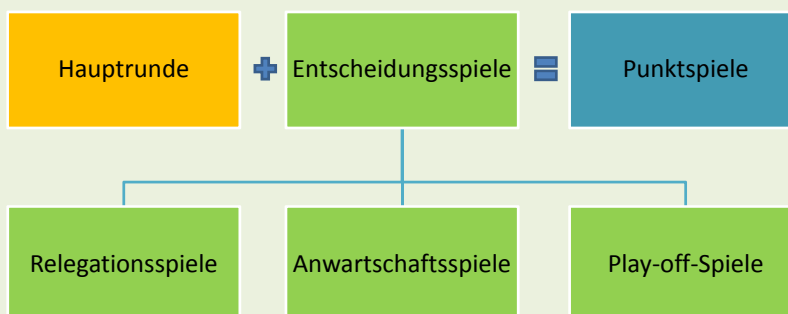 Hauptrunde + Entscheidungsspiele = Punktspiele
Relegationsspiele Anwartschaftsspiele Play-off-Spiele